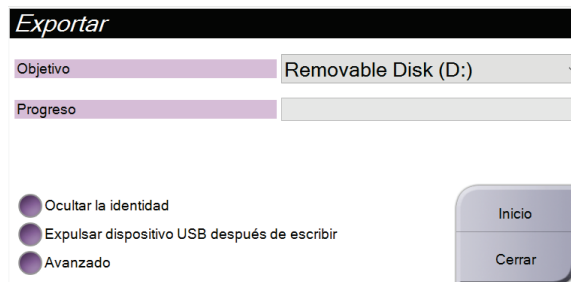 Exportar
Objetivo
Removable Disk (D:)
Progreso
Ocultar la identidad
Expulsar dispositivo USB después de escribir
Avanzado
Inicio
Cerrar